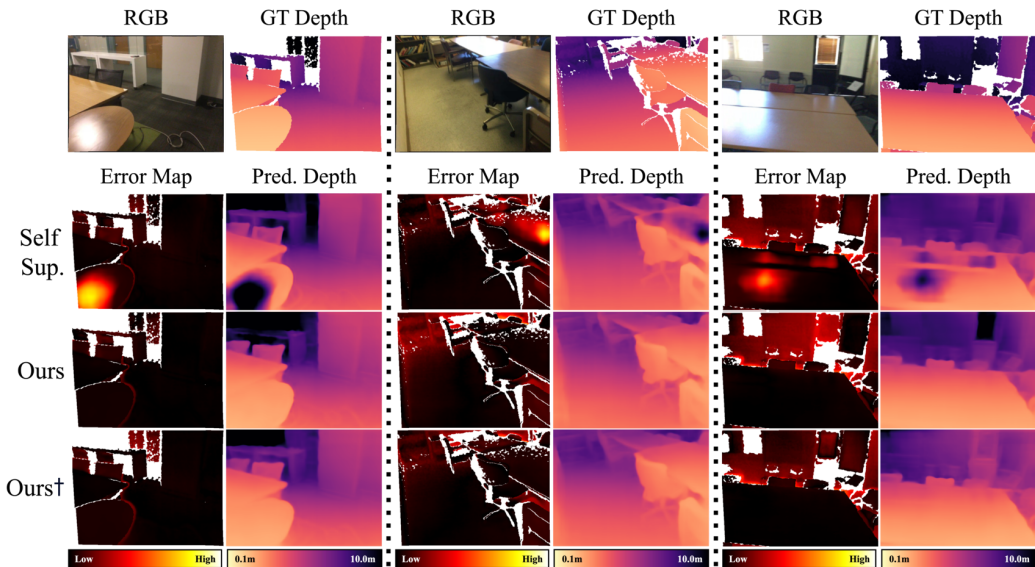 RGB GT Depth RGB GT Depth RGB GT Depth
Error Map Pred. Depth Error Map Pred. Depth Error Map Pred. Depth
Self
Sup.
Ours
Ours†
Low High 0.1m 10.0m Low High 0.1m 10.0m Low High 0.1m 10.0m